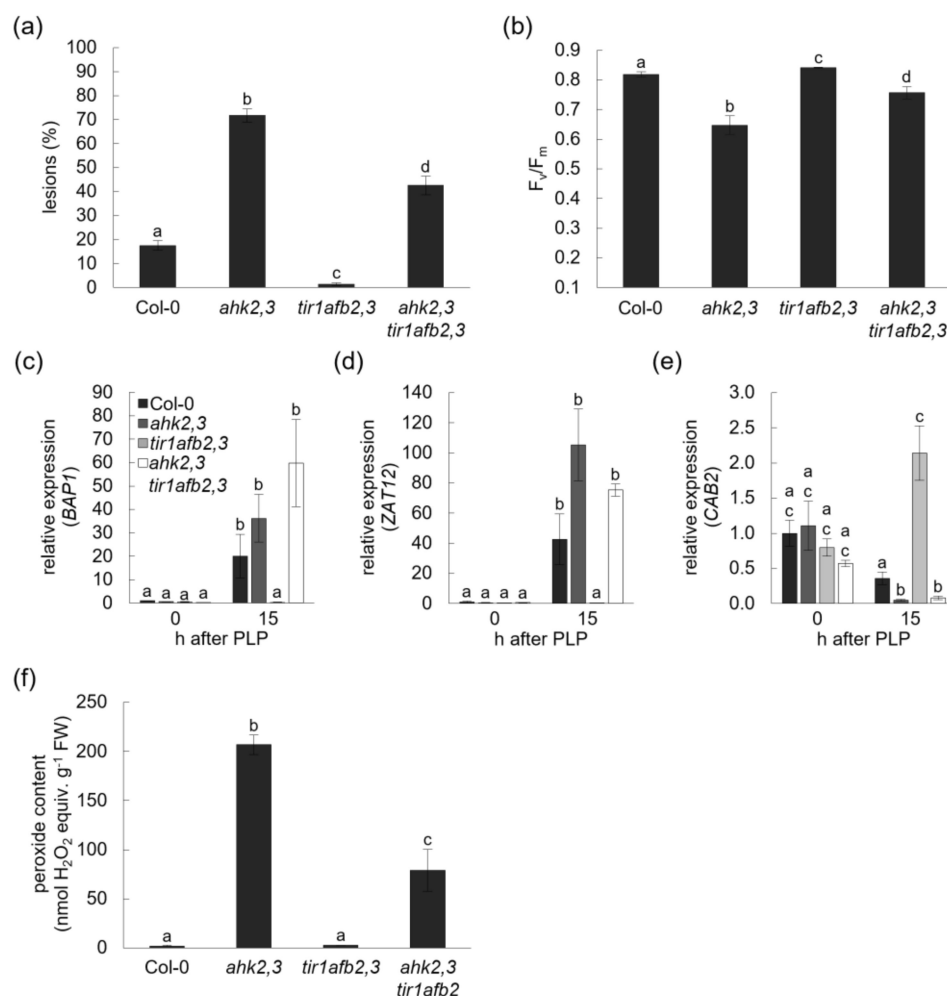 (a)
100
90
80
70
60
50
40
30
20
10
0
lesions (%)
a
b
c
d
Col-0
ahk2,3
tir1afb2,3
ahk2,3
tir1afb2,3
(b)
0.9
0.8
0.7
0.6
0.5
0.4
0.3
0.2
0.1
Fv/Fm
a
b
c
d
Col-0
ahk2,3
tir1afb2,3
ahk2,3
tir1afb2,3
(c)
90
80
70
60
50
40
30
20
10
0
relative expression
(BAP1)
Col-0
ahk2,3
tir1afb2,3
ahk2,3
tir1afb2,3
a a a a
b b a b
0 15
h after PLP
(d)
140
120
100
80
60
40
20
0
relative expression
(ZAT12)
a a a a
b b a b
0 15
h after PLP
(e)
3.0
2.5
2.0
1.5
1.0
0.5
0.0
relative expression
(CAB2)
a a a a
c c c c
a b c b
0 15
h after PLP
(f)
250
200
150
100
50
0
peroxide content
(nmol H₂O₂ equiv. g⁻¹ FW)
a
b
a
c
Col-0
ahk2,3
tir1afb2,3
ahk2,3
tir1afb2